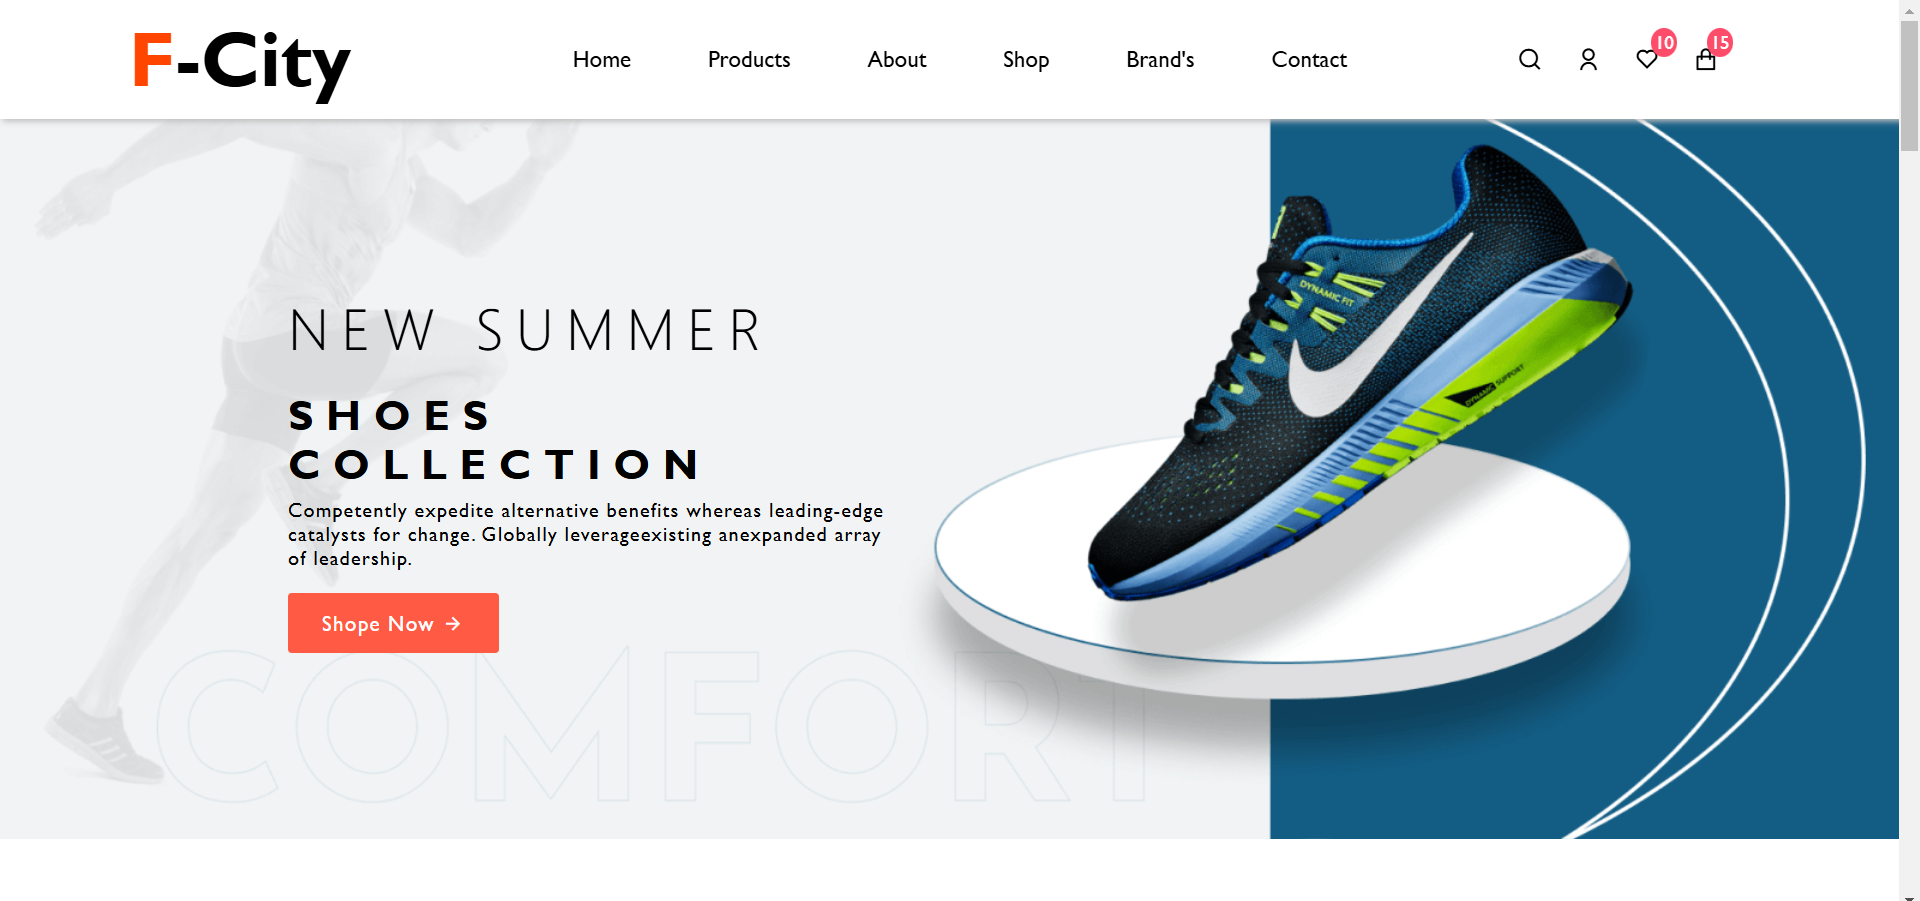 F-City
Home Products About Shop Brand's Contact
10 15
NEW SUMMER
SHOES
COLLECTION
Competently expedite alternative benefits whereas leading-edge
catalysts for change. Globally leverageexisting anexpanded array
of leadership.
Shope Now →
COMFORT
DYNAMIC FIT
DYNAMIC SUPPORT